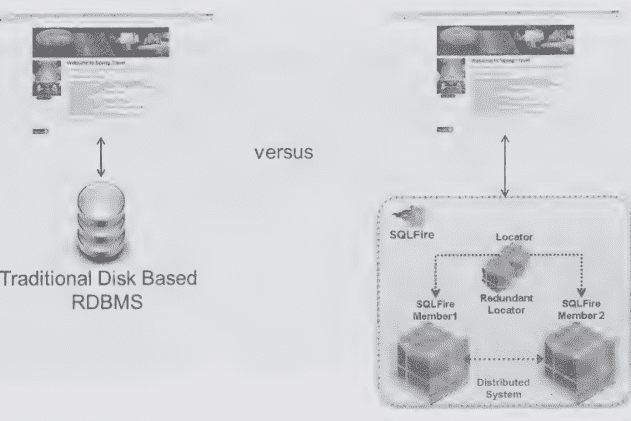 Welcome to Spring Travel
Welcome to Spring Travel
versus
Traditional Disk Based
RDBMS
SQLFire
Locator
Redundant
Locator
SQLFire
Member1
SQLFire
Member 2
Distributed
System